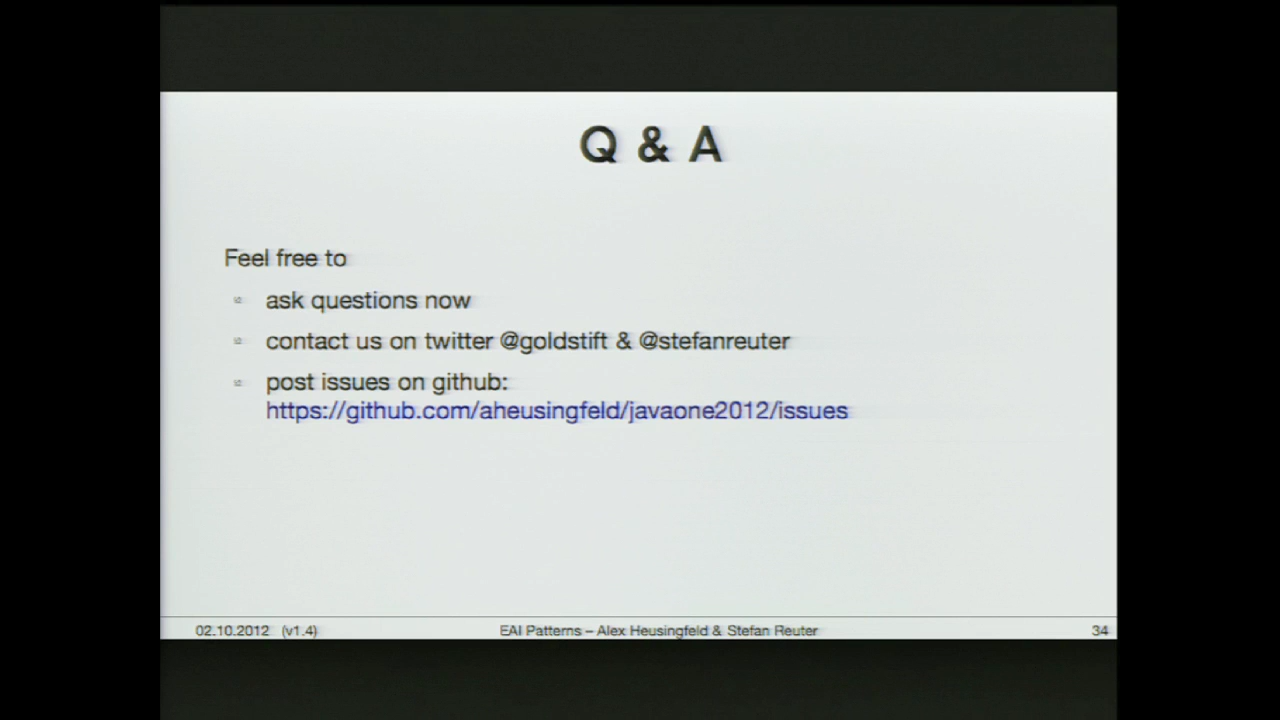 Q & A
Feel free to
ask questions now
contact us on twitter @goldstift & @stefanreuter
post issues on github:
https://github.com/aheusingfeld/javaone2012/issues
02.10.2012 (v1.4) EAI Patterns – Alex Heusingfeld & Stefan Reuter 34